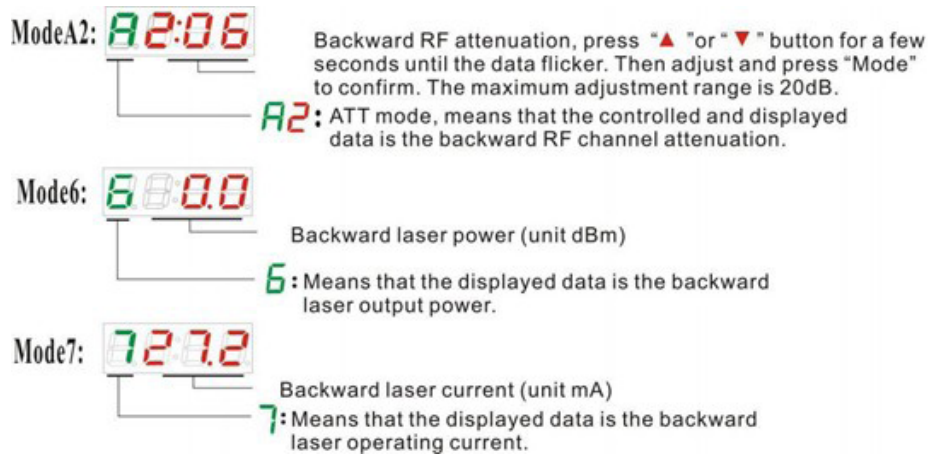 ModeA2: A2:06
Backward RF attenuation, press “▲ ”or “ ▼ ” button for a few
seconds until the data flicker. Then adjust and press “Mode”
to confirm. The maximum adjustment range is 20dB.
A2: ATT mode, means that the controlled and displayed
data is the backward RF channel attenuation.
Mode6: 6 0.0
Backward laser power (unit dBm)
6: Means that the displayed data is the backward
laser output power.
Mode7: 7 27.2
Backward laser current (unit mA)
7: Means that the displayed data is the backward
laser operating current.